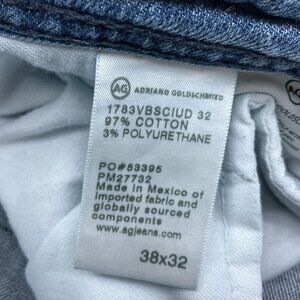 AG ADRIANO GOLDSCHMIED
1783VBSCIUD 32
97% COTTON
3% POLYURETHANE
PO#53395
PM27732
Made in Mexico of
imported fabric and
globally sourced
components
www.agjeans.com
38x32
AG